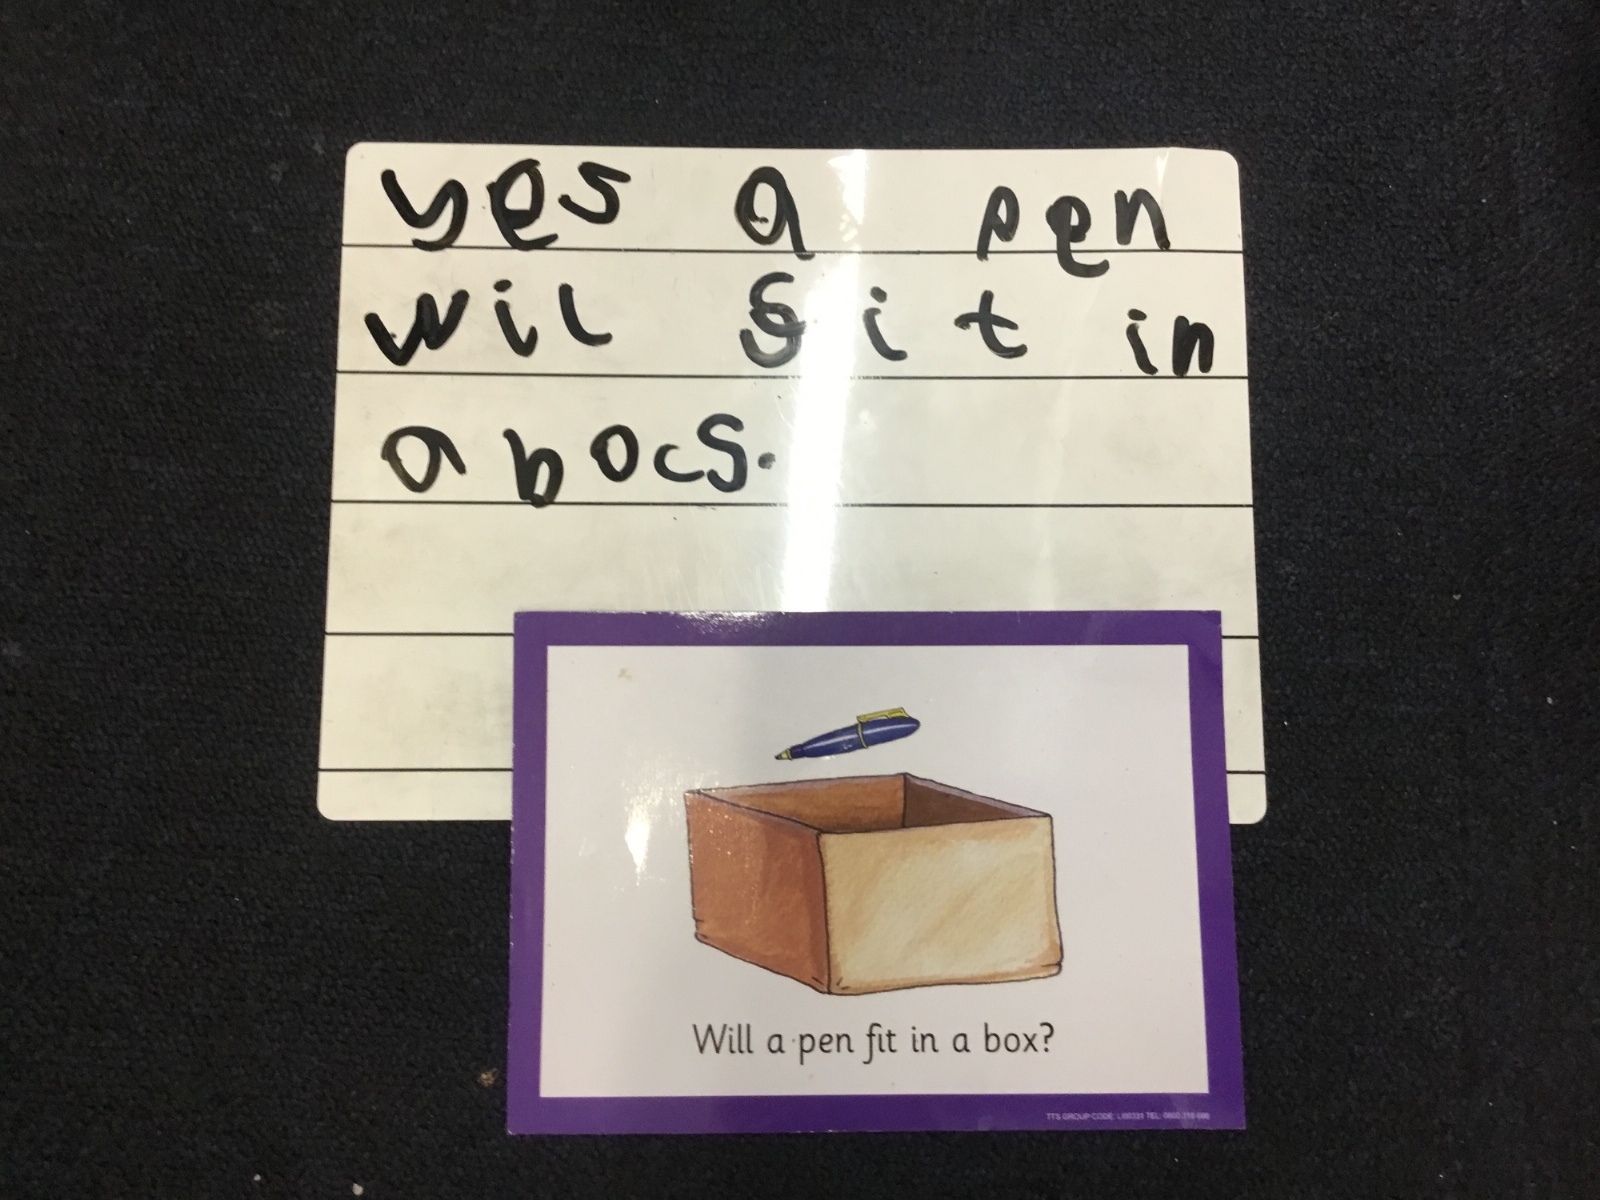 yes a pen
wil fit in
a bocs.
Will a pen fit in a box?